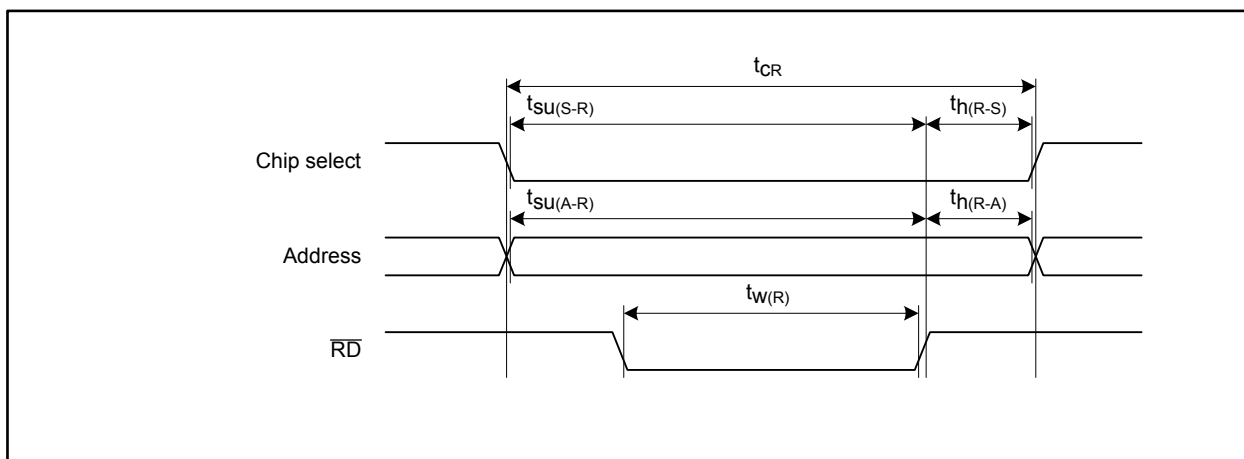 tCR
tsu(S-R) th(R-S)
Chip select
tsu(A-R) th(R-A)
Address
tw(R)
RD